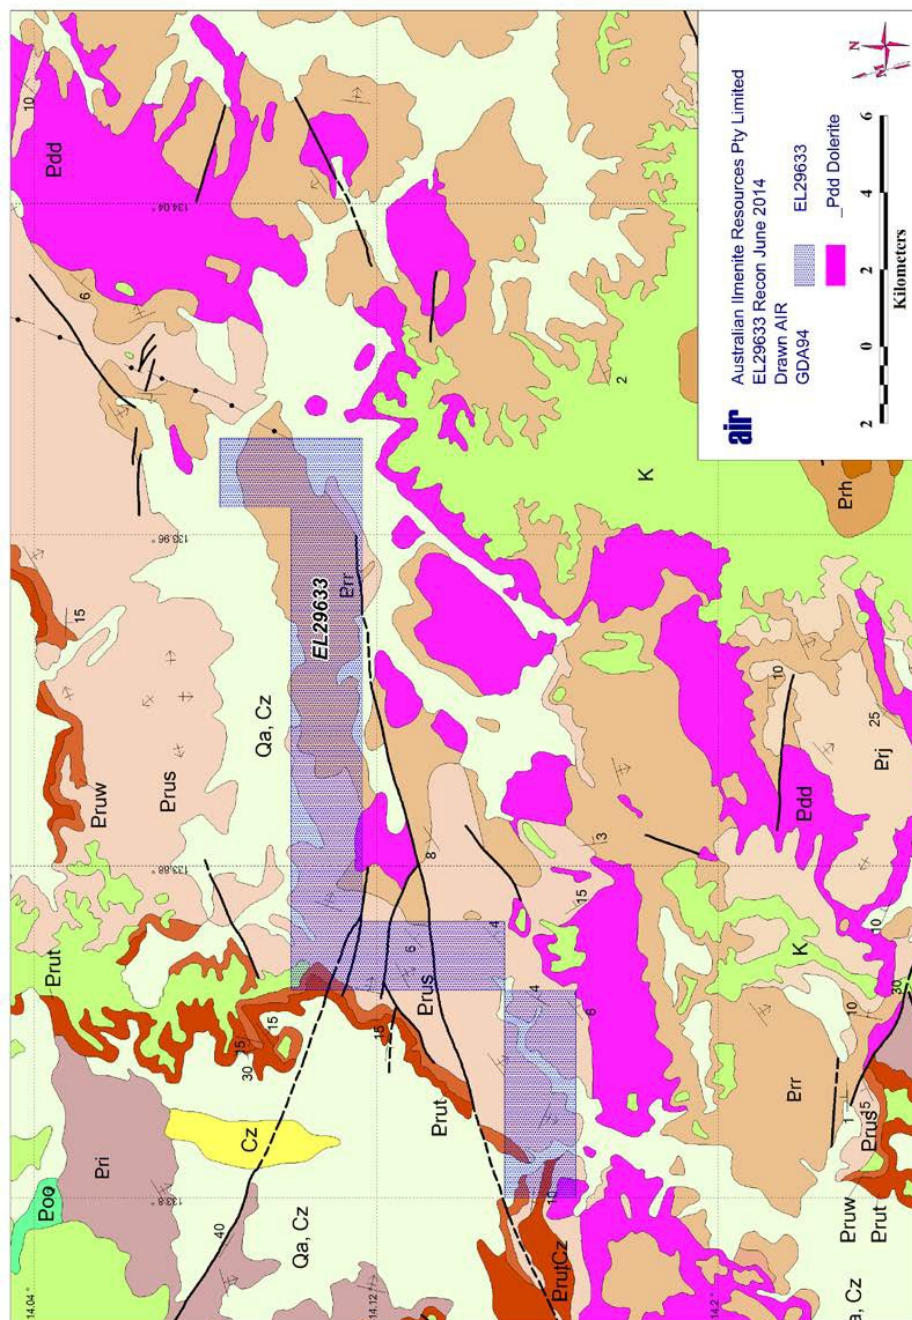 14.04 °
10
Poo
Prut
Pdd
Pri
15
6
Pruw
Prus
40
Cz
30
15
15
Qa, Cz
Qa, Cz
133.8 °
133.88 °
133.96 °
134.04 °
EL29633
Prr
14.12 °
15
6
8
Prus
Prut
4
4
10
PrutCz
15
6
3
2
K
14.2 °
Prr
10
Pdd
K
1
10
Pruw
Prus
15
Prut
10
30
25
Prj
Prh
a, Cz
air
Australian Ilmenite Resources Pty Limited
EL29633 Recon June 2014
Drawn AIR
GDA94
EL29633
_Pdd Dolerite
2 0 2 4 6
Kilometers
N
M